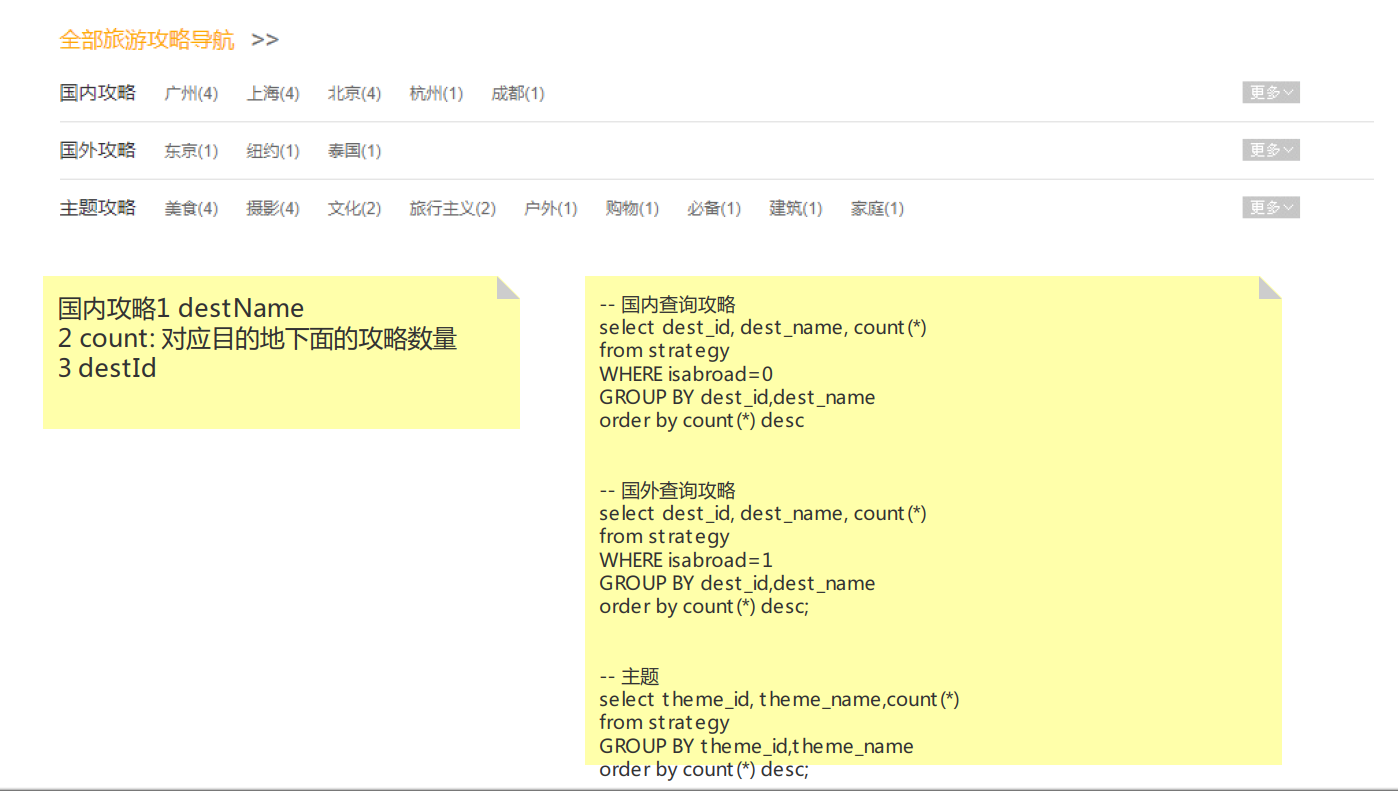 全部旅游攻略导航 >>
国内攻略 广州(4) 上海(4) 北京(4) 杭州(1) 成都(1) 更多
国外攻略 东京(1) 纽约(1) 泰国(1) 更多
主题攻略 美食(4) 摄影(4) 文化(2) 旅行主义(2) 户外(1) 购物(1) 必备(1) 建筑(1) 家庭(1) 更多
国内攻略1 destName
2 count: 对应目的地下面的攻略数量
3 destId
-- 国内查询攻略
select dest_id, dest_name, count(*)
from strategy
WHERE isabroad=0
GROUP BY dest_id,dest_name
order by count(*) desc
-- 国外查询攻略
select dest_id, dest_name, count(*)
from strategy
WHERE isabroad=1
GROUP BY dest_id,dest_name
order by count(*) desc;
-- 主题
select theme_id, theme_name,count(*)
from strategy
GROUP BY theme_id,theme_name
order by count(*) desc;